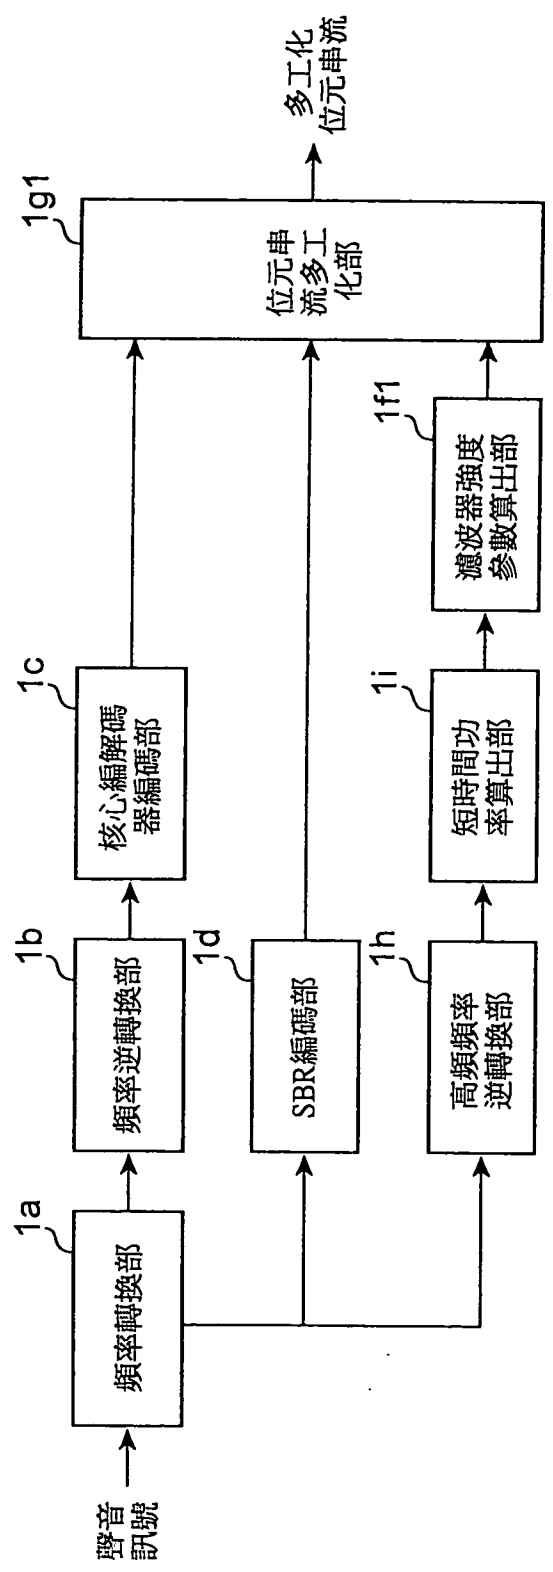 聲音
訊號
1a
頻率轉換部
1b
頻率逆轉換部
1c
核心編解碼
器編碼部
1d
SBR編碼部
1h
高頻頻率
逆轉換部
1i
短時間功
率算出部
1f1
濾波器強度
參數算出部
1g1
位元串
流多工
化部
多工化
位元串流